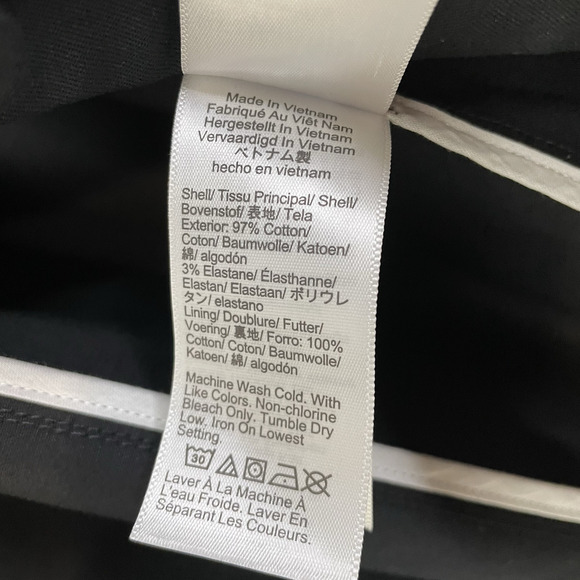 Made In Vietnam
Fabriqué Au Viêt Nam
Hergestellt In Vietnam
Vervaardigd In Vietnam
ベトナム製
hecho en vietnam
Shell/ Tissu Principal/ Shell/
Bovenstof/ 表地/ Tela
Exterior: 97% Cotton/
Coton/ Baumwolle/ Katoen/
綿/ algodón
3% Elastane/ Élasthanne/
Elastan/ Elastaan/ ポリウレ
タン/ elastano
Lining/ Doublure/ Futter/
Voering/ 裏地/ Forro: 100%
Cotton/ Coton/ Baumwolle/
Katoen/ 綿/ algodón
Machine Wash Cold. With
Like Colors. Non-chlorine
Bleach Only. Tumble Dry
Low. Iron On Lowest
Setting.
30
Laver À La Machine À
L'eau Froide. Laver En
Séparant Les Couleurs.